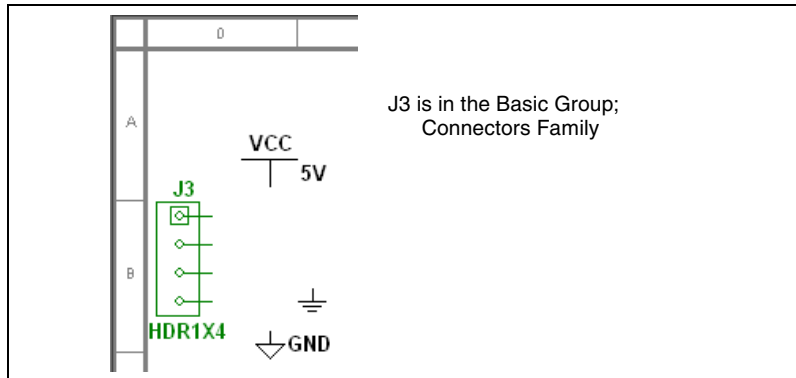 0
J3 is in the Basic Group;
Connectors Family
A
VCC
5V
J3
B
HDR1X4
GND